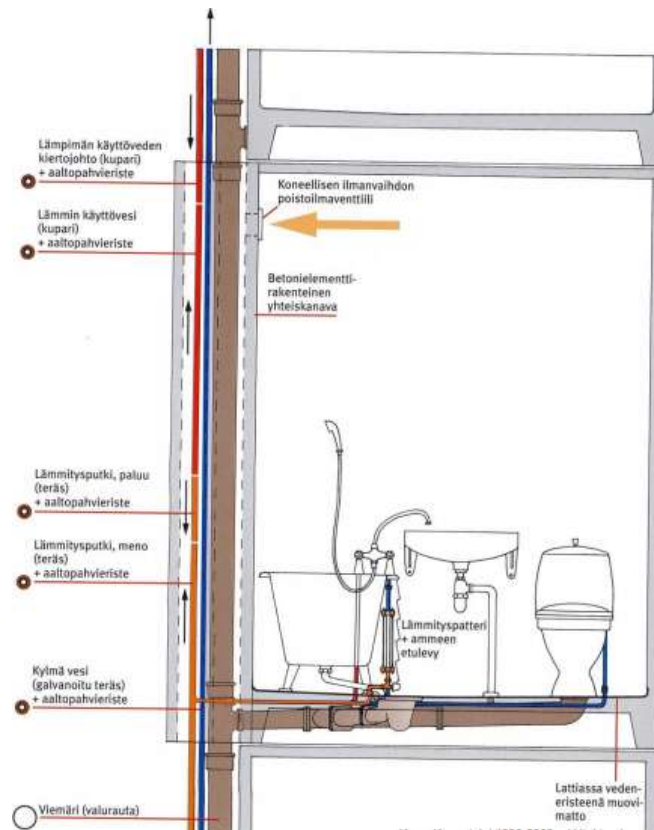 Lämpimän käyttöveden
kiertojohto (kupari)
+ aaltopahvieriste
Lämmin käyttövesi
(kupari)
+ aaltopahvieriste
Koneellisen ilmanvaihdon
poistoilmaventtiili
Betonielementti-
rakenteinen
yhteiskanava
Lämmitysputki, paluu
(teräs)
+ aaltopahvieriste
Lämmitysputki, meno
(teräs)
+ aaltopahvieriste
Lämmityspatteri
+ ammeen
etulevy
Kylmä vesi
(galvanoitu teräs)
+ aaltopahvieriste
Viemäri (valurauta)
Lattiassa veden-
eristeenä muovi-
matto